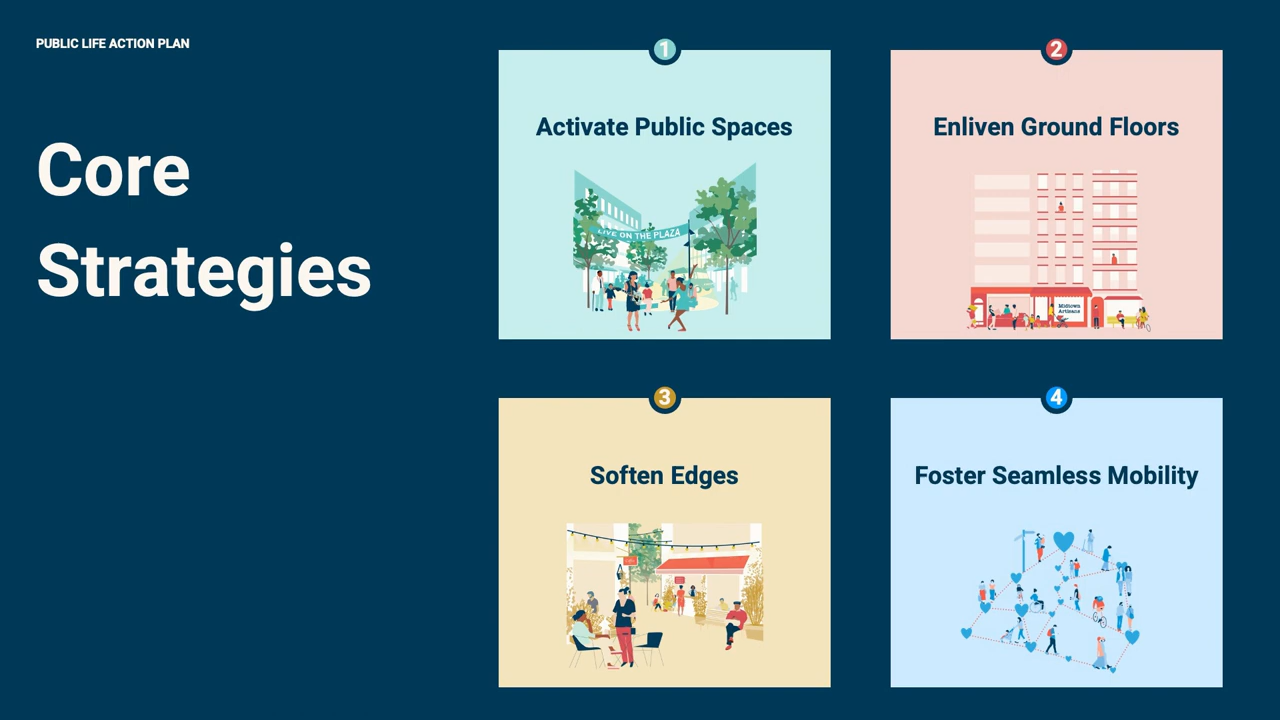 PUBLIC LIFE ACTION PLAN
Core
Strategies
1
Activate Public Spaces
LIVE ON THE PLAZA
2
Enliven Ground Floors
Midtown
Artisans
3
Soften Edges
4
Foster Seamless Mobility